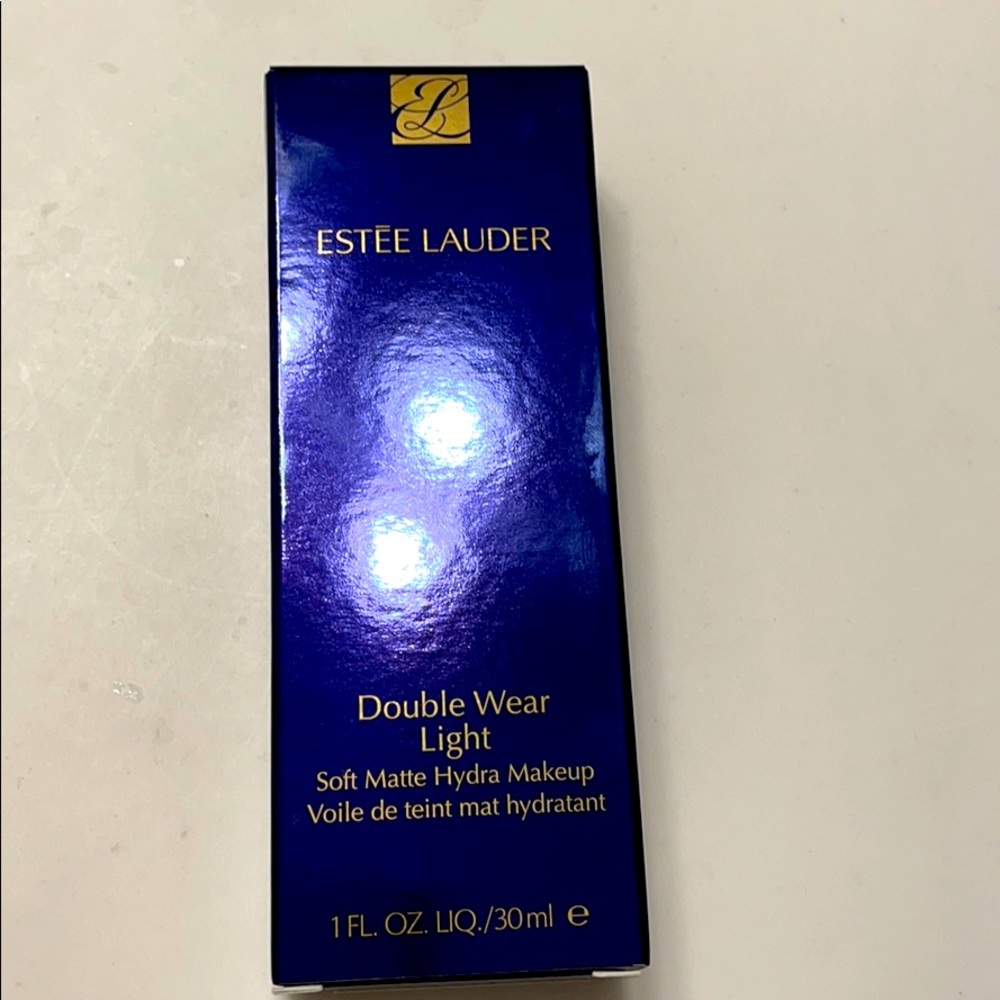 EL
ESTĒE LAUDER
Double Wear
Light
Soft Matte Hydra Makeup
Voile de teint mat hydratant
1 FL. OZ. LIQ./30ml ℮